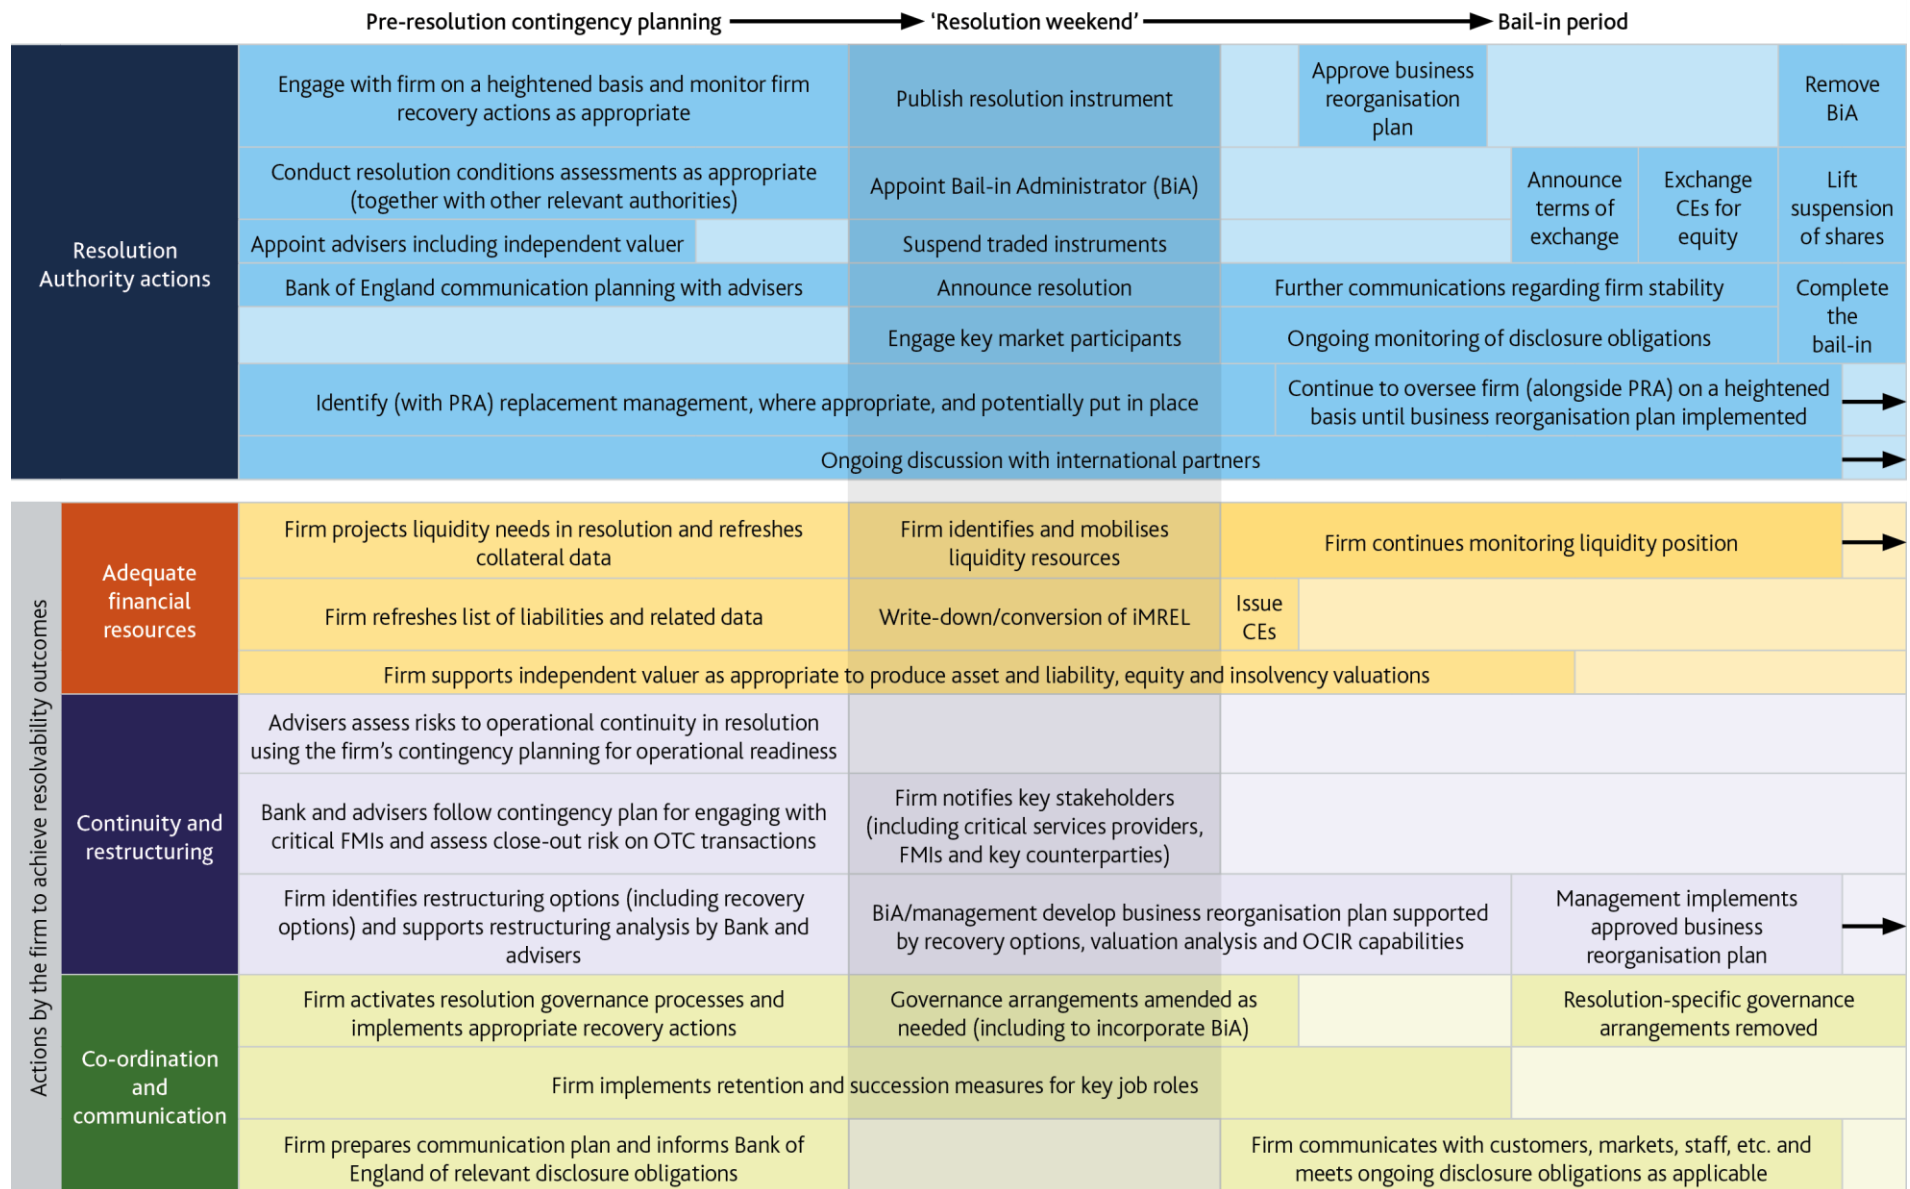 Pre-resolution contingency planning
‘Resolution weekend’
Bail-in period
Resolution
Authority actions
Engage with firm on a heightened basis and monitor firm
recovery actions as appropriate
Publish resolution instrument
Approve business
reorganisation
plan
Remove
BiA
Conduct resolution conditions assessments as appropriate
(together with other relevant authorities)
Appoint Bail-in Administrator (BiA)
Announce
terms of
exchange
Exchange
CEs for
equity
Lift
suspension
of shares
Appoint advisers including independent valuer
Suspend traded instruments
Bank of England communication planning with advisers
Announce resolution
Further communications regarding firm stability
Complete
the
bail-in
Engage key market participants
Ongoing monitoring of disclosure obligations
Identify (with PRA) replacement management, where appropriate, and potentially put in place
Continue to oversee firm (alongside PRA) on a heightened
basis until business reorganisation plan implemented
Ongoing discussion with international partners
Actions by the firm to achieve resolvability outcomes
Adequate
financial
resources
Firm projects liquidity needs in resolution and refreshes
collateral data
Firm identifies and mobilises
liquidity resources
Firm continues monitoring liquidity position
Firm refreshes list of liabilities and related data
Write-down/conversion of iMREL
Issue
CEs
Firm supports independent valuer as appropriate to produce asset and liability, equity and insolvency valuations
Continuity and
restructuring
Advisers assess risks to operational continuity in resolution
using the firm’s contingency planning for operational readiness
Bank and advisers follow contingency plan for engaging with
critical FMIs and assess close-out risk on OTC transactions
Firm notifies key stakeholders
(including critical services providers,
FMIs and key counterparties)
Firm identifies restructuring options (including recovery
options) and supports restructuring analysis by Bank and
advisers
BiA/management develop business reorganisation plan supported
by recovery options, valuation analysis and OCIR capabilities
Management implements
approved business
reorganisation plan
Co-ordination
and
communication
Firm activates resolution governance processes and
implements appropriate recovery actions
Governance arrangements amended as
needed (including to incorporate BiA)
Resolution-specific governance
arrangements removed
Firm implements retention and succession measures for key job roles
Firm prepares communication plan and informs Bank of
England of relevant disclosure obligations
Firm communicates with customers, markets, staff, etc. and
meets ongoing disclosure obligations as applicable